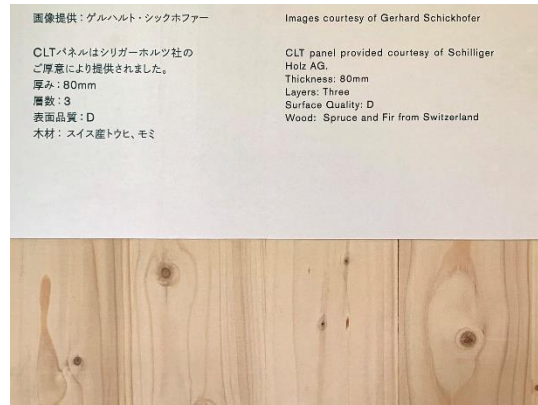 画像提供：ゲルハルト・シックホファー
CLTパネルはシリガーホルツ社の
ご厚意により提供されました。
厚み：80mm
層数：3
表面品質：D
木材： スイス産トウヒ、モミ
Images courtesy of Gerhard Schickhofer
CLT panel provided courtesy of Schilliger
Holz AG.
Thickness: 80mm
Layers: Three
Surface Quality: D
Wood: Spruce and Fir from Switzerland